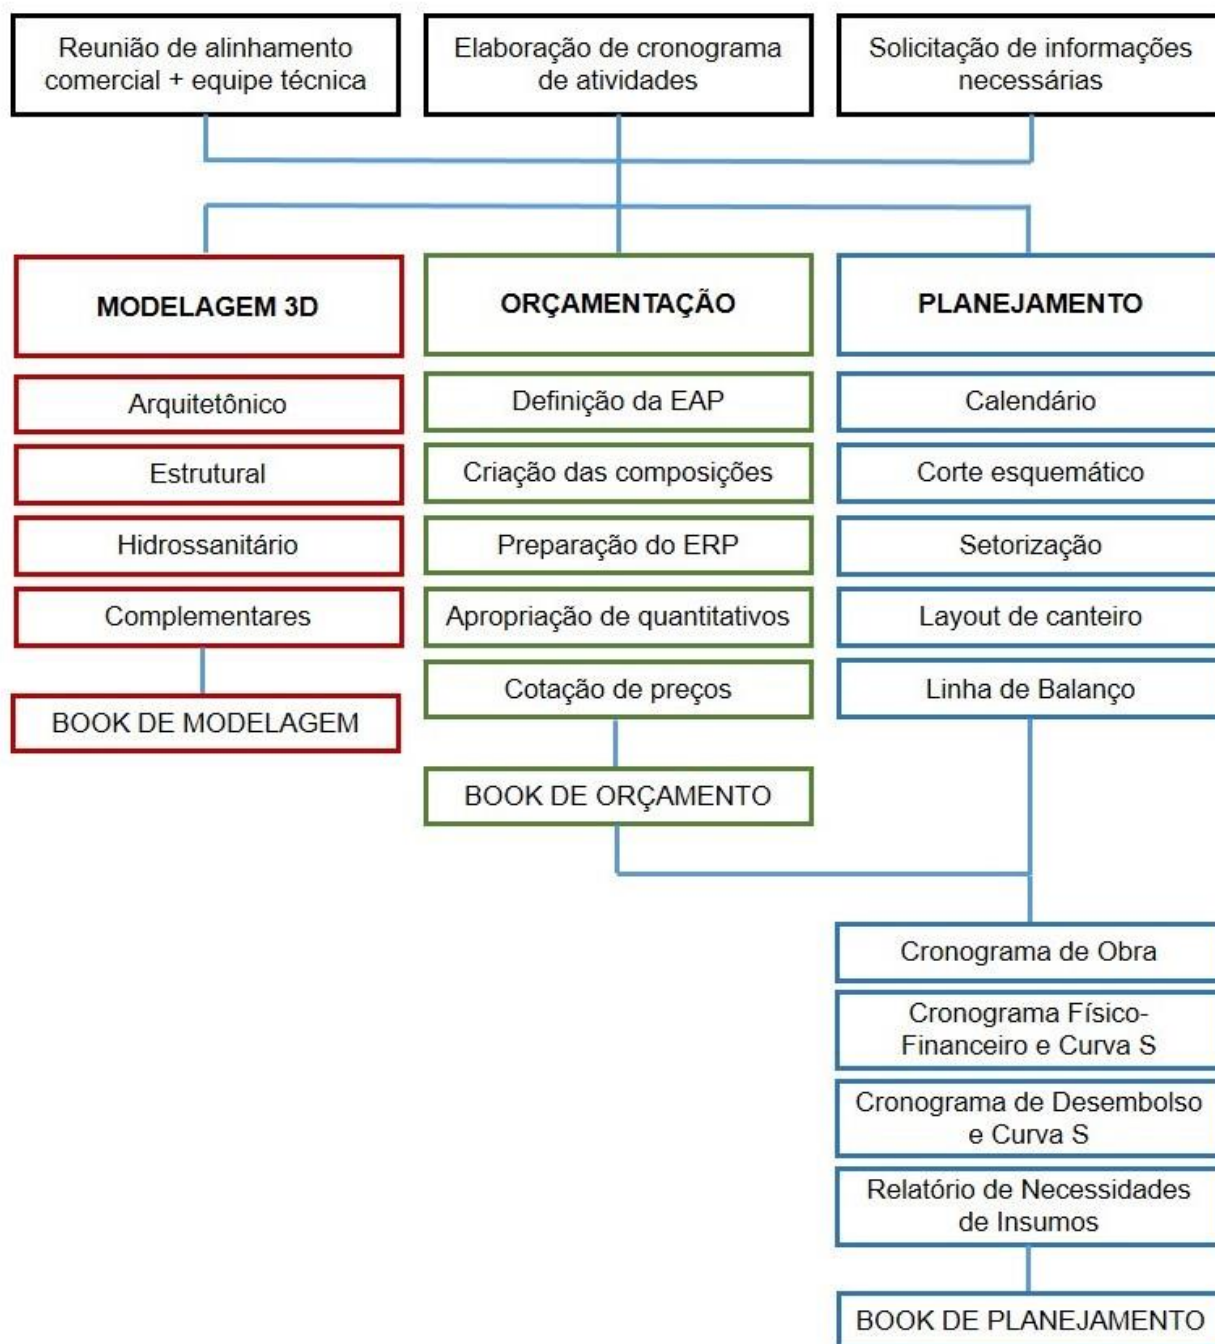 Reunião de alinhamento
comercial + equipe técnica
Elaboração de cronograma
de atividades
Solicitação de informações
necessárias
MODELAGEM 3D
Arquitetônico
Estrutural
Hidrossanitário
Complementares
BOOK DE MODELAGEM
ORÇAMENTAÇÃO
Definição da EAP
Criação das composições
Preparação do ERP
Apropriação de quantitativos
Cotação de preços
BOOK DE ORÇAMENTO
PLANEJAMENTO
Calendário
Corte esquemático
Setorização
Layout de canteiro
Linha de Balanço
Cronograma de Obra
Cronograma Físico-
Financeiro e Curva S
Cronograma de Desembolso
e Curva S
Relatório de Necessidades
de Insumos
BOOK DE PLANEJAMENTO